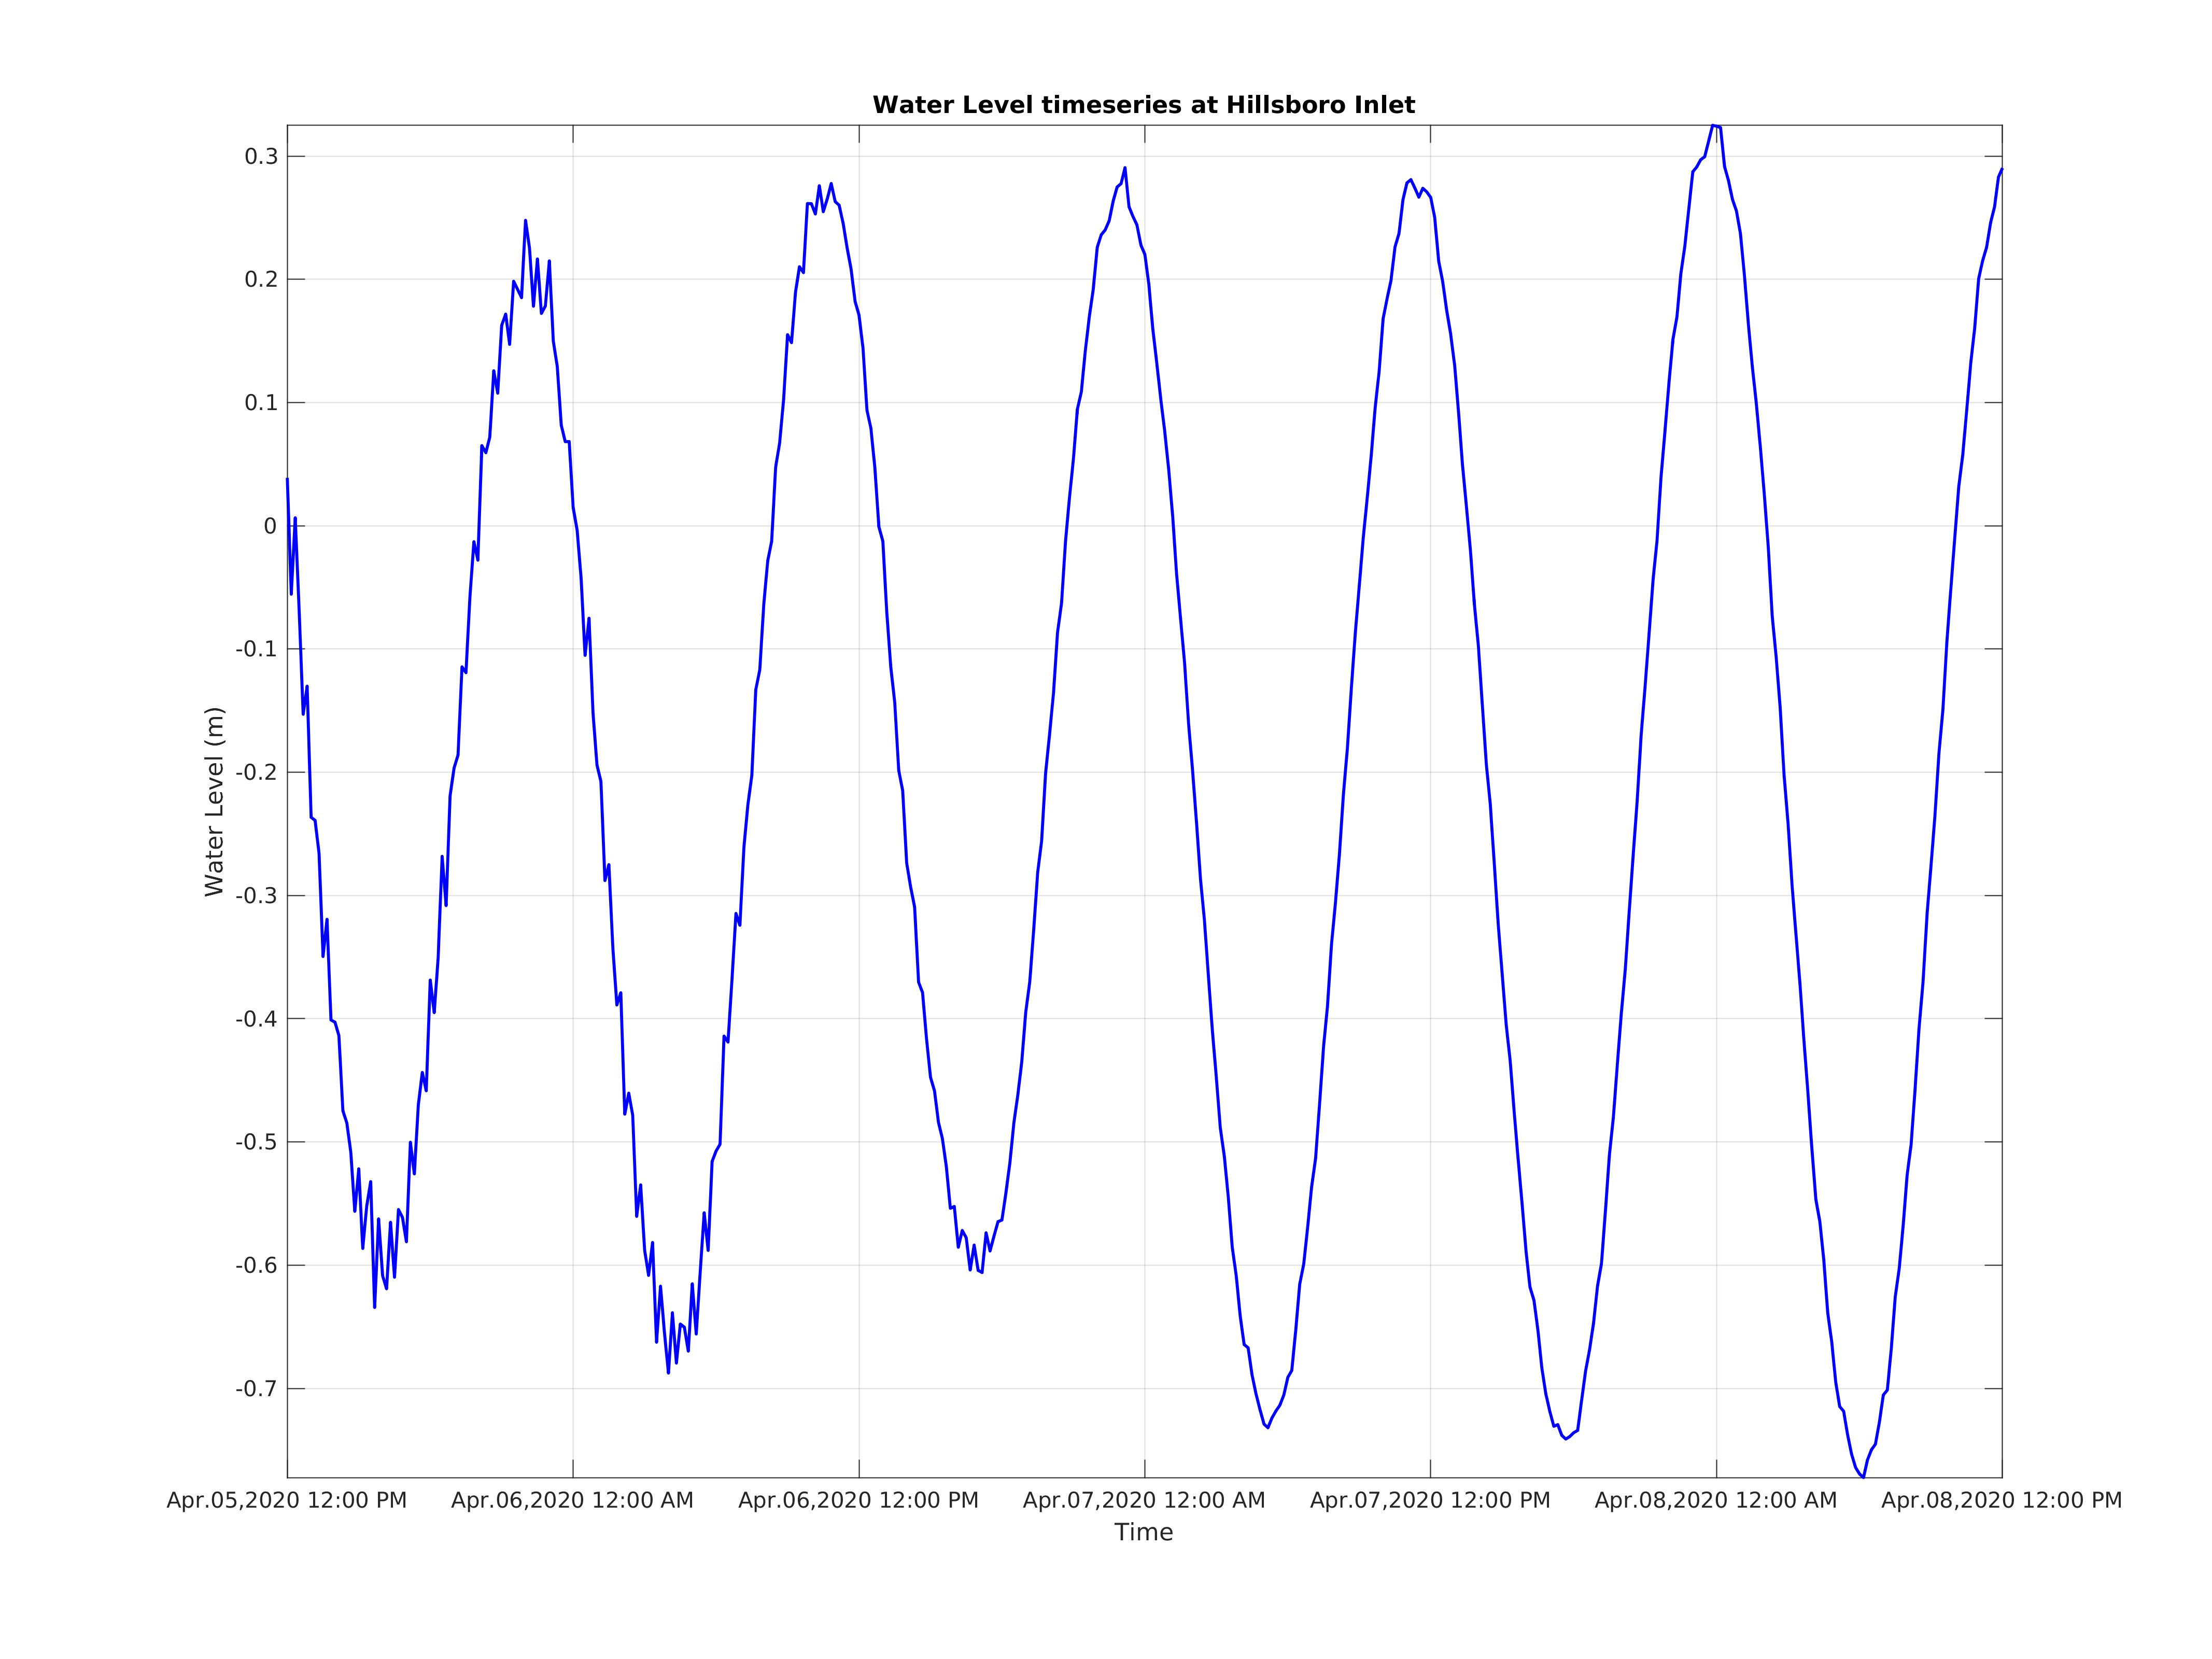 Water Level timeseries at Hillsboro Inlet
0.3
0.2
0.1
0
-0.1
-0.2
-0.3
-0.4
-0.5
-0.6
-0.7
Water Level (m)
Apr.05,2020 12:00 PM Apr.06,2020 12:00 AM Apr.06,2020 12:00 PM Apr.07,2020 12:00 AM Apr.07,2020 12:00 PM Apr.08,2020 12:00 AM Apr.08,2020 12:00 PM
Time